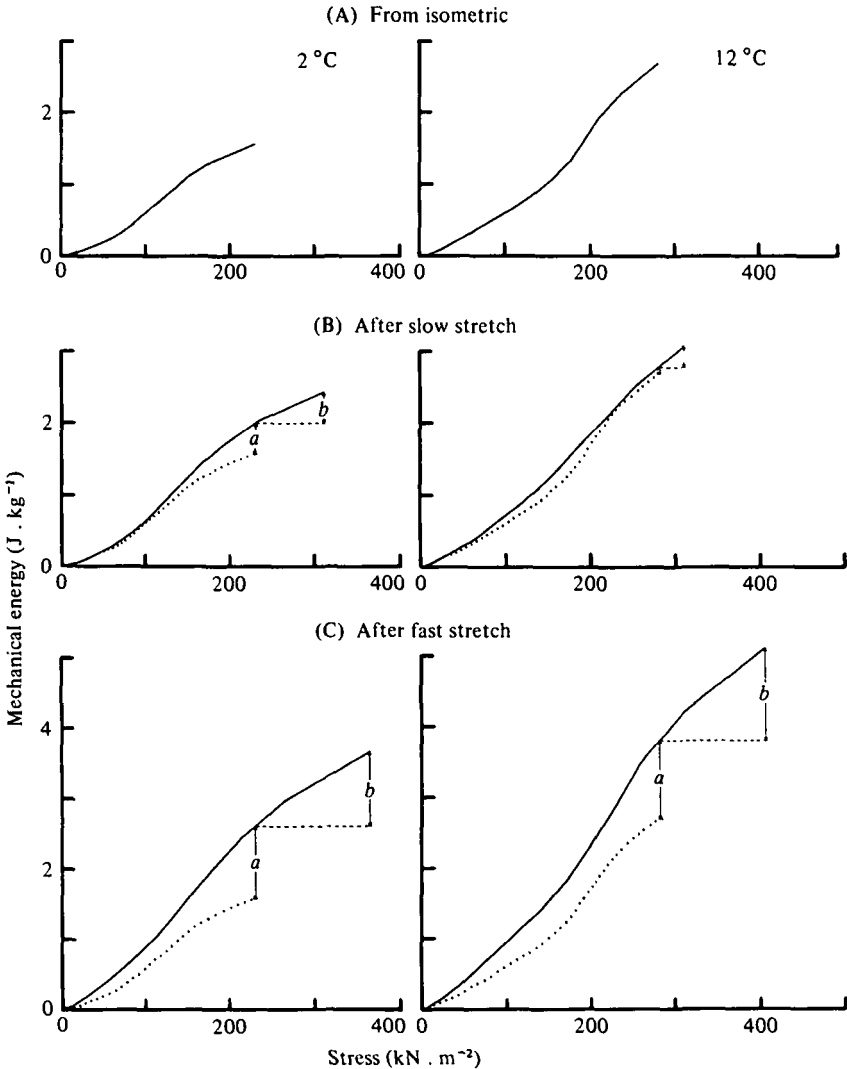 (A) From isometric
2 °C
12 °C
2
0
0
200
400
0
200
400
(B) After slow stretch
2
0
a
b
0
200
400
0
200
400
(C) After fast stretch
4
2
0
a
b
a
b
0
200
400
0
200
400
Mechanical energy (J . kg⁻¹)
Stress (kN . m⁻²)